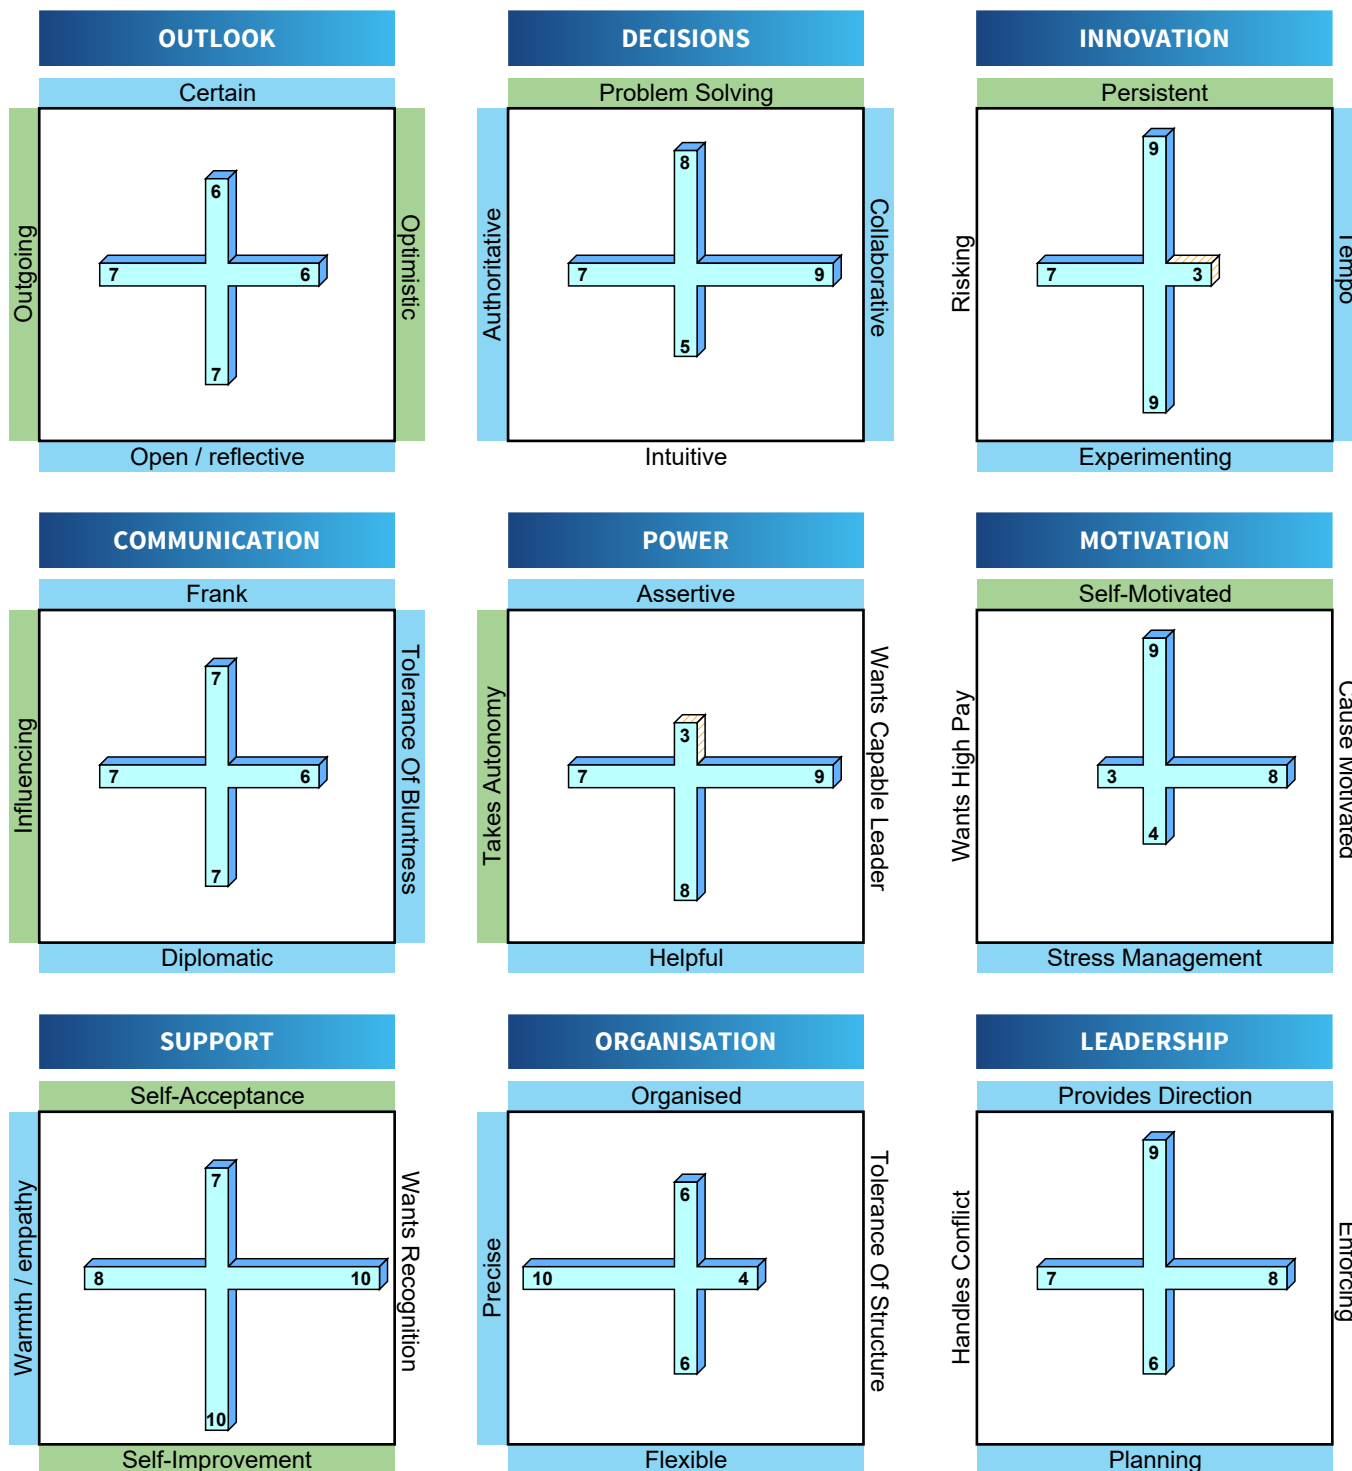 OUTLOOK
Certain
Outgoing
6
7
6
7
Optimistic
Open / reflective
DECISIONS
Problem Solving
Authoritative
8
7
9
5
Collaborative
Intuitive
INNOVATION
Persistent
Risking
9
7
3
9
Tempo
Experimenting
COMMUNICATION
Frank
Influencing
7
7
6
7
Tolerance Of Bluntness
Diplomatic
POWER
Assertive
Takes Autonomy
3
7
9
8
Wants Capable Leader
Helpful
MOTIVATION
Self-Motivated
Wants High Pay
9
3
8
4
Cause Motivated
Stress Management
SUPPORT
Self-Acceptance
Warmth / empathy
7
8
10
10
Wants Recognition
Self-Improvement
ORGANISATION
Organised
Precise
6
10
4
6
Tolerance Of Structure
Flexible
LEADERSHIP
Provides Direction
Handles Conflict
9
7
8
6
Enforcing
Planning